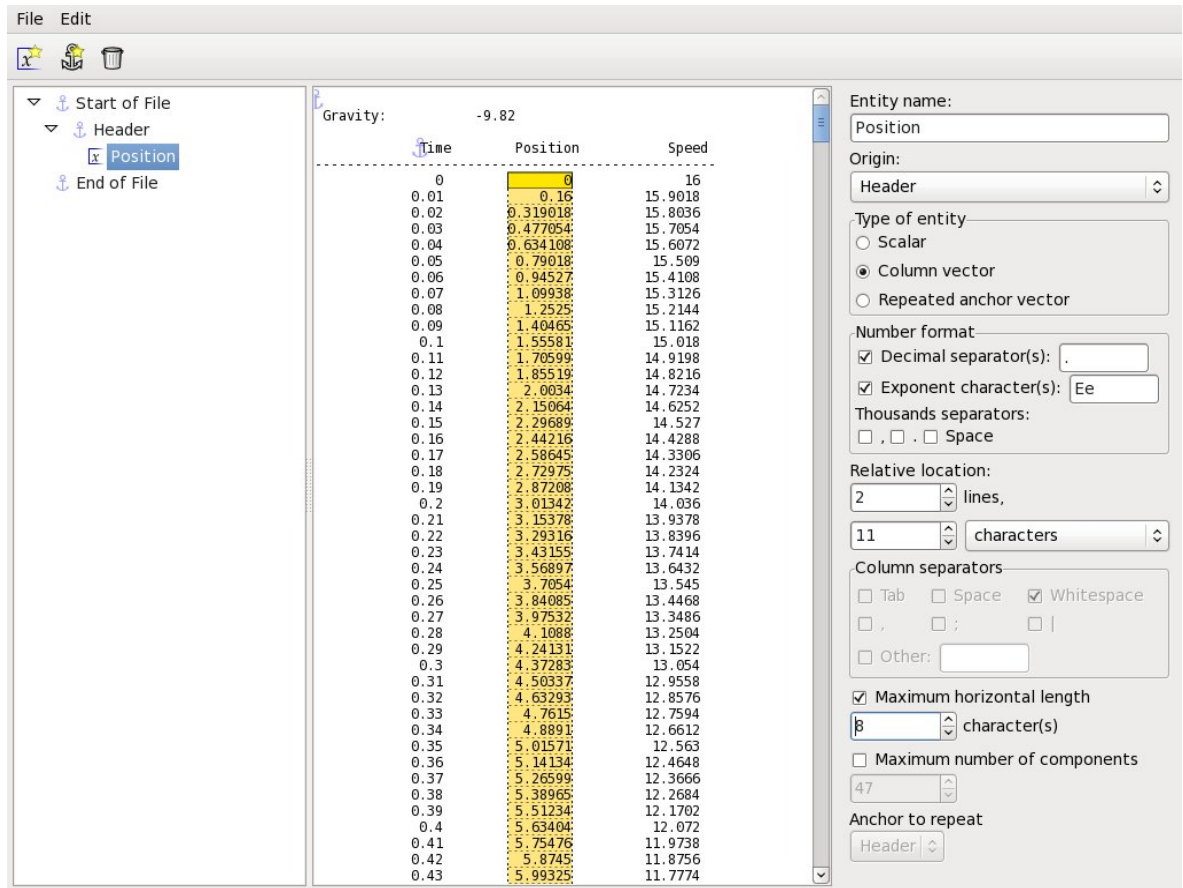 File Edit
Start of File
Header
x Position
End of File
Gravity: -9.82
Time Position Speed
0 0 16
0.01 0.16 15.9018
0.02 0.319018 15.8036
0.03 0.477054 15.7054
0.04 0.634108 15.6072
0.05 0.79018 15.509
0.06 0.94527 15.4108
0.07 1.09938 15.3126
0.08 1.2525 15.2144
0.09 1.40465 15.1162
0.1 1.55581 15.018
0.11 1.70599 14.9198
0.12 1.85519 14.8216
0.13 2.0034 14.7234
0.14 2.15064 14.6252
0.15 2.29689 14.527
0.16 2.44216 14.4288
0.17 2.58645 14.3306
0.18 2.72975 14.2324
0.19 2.87208 14.1342
0.2 3.01342 14.036
0.21 3.15378 13.9378
0.22 3.29316 13.8396
0.23 3.43155 13.7414
0.24 3.56897 13.6432
0.25 3.7054 13.545
0.26 3.84085 13.4468
0.27 3.97532 13.3486
0.28 4.1088 13.2504
0.29 4.24131 13.1522
0.3 4.37283 13.054
0.31 4.50337 12.9558
0.32 4.63293 12.8576
0.33 4.7615 12.7594
0.34 4.8891 12.6612
0.35 5.01571 12.563
0.36 5.14134 12.4648
0.37 5.26599 12.3666
0.38 5.38965 12.2684
0.39 5.51234 12.1702
0.4 5.63404 12.072
0.41 5.75476 11.9738
0.42 5.8745 11.8756
0.43 5.99325 11.7774
Entity name:
Position
Origin:
Header
Type of entity
Scalar
Column vector
Repeated anchor vector
Number format
Decimal separator(s): .
Exponent character(s): Ee
Thousands separators:
, . Space
Relative location:
2 lines,
11 characters
Column separators
Tab Space Whitespace
, ; |
Other:
Maximum horizontal length
8 character(s)
Maximum number of components
47
Anchor to repeat
Header